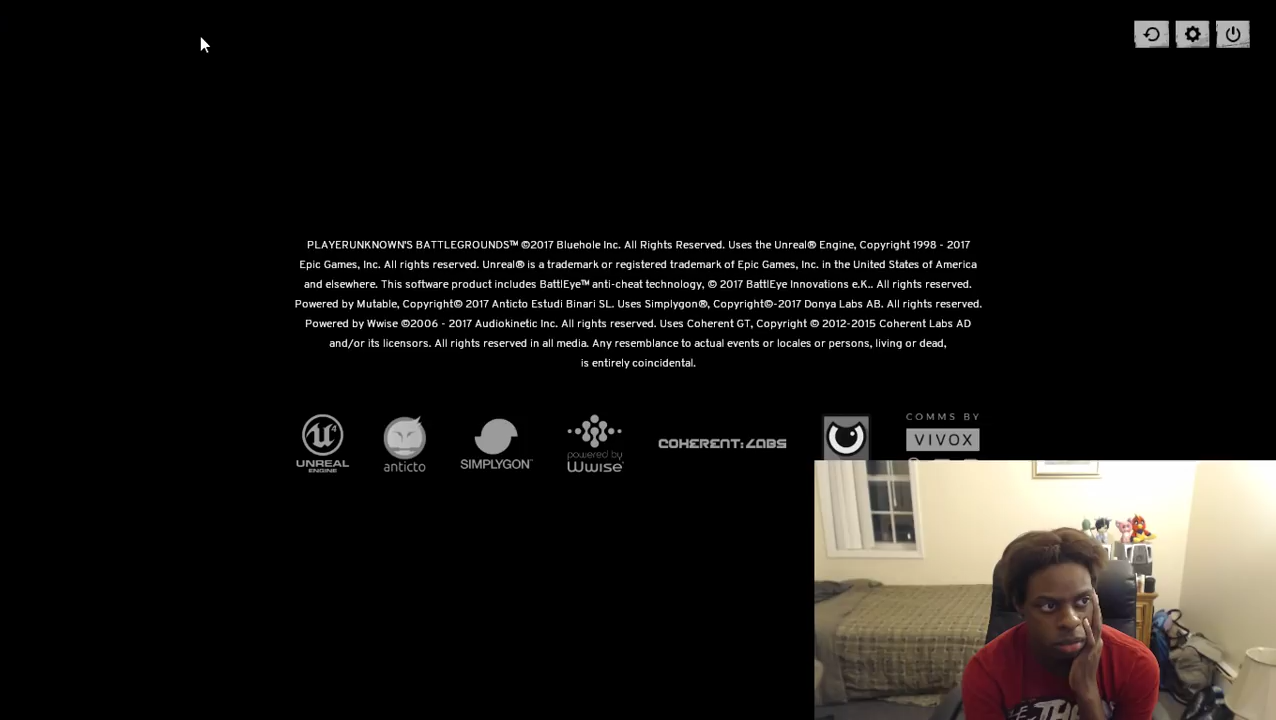 PLAYERUNKNOWN'S BATTLEGROUNDS™ ©2017 Bluehole Inc. All Rights Reserved. Uses the Unreal® Engine, Copyright 1998 - 2017
Epic Games, Inc. All rights reserved. Unreal® is a trademark or registered trademark of Epic Games, Inc. in the United States of America
and elsewhere. This software product includes BattlEye™ anti-cheat technology, © 2017 BattlEye Innovations e.K.. All rights reserved.
Powered by Mutable, Copyright© 2017 Anticto Estudi Binari SL. Uses Simplygon®, Copyright©-2017 Donya Labs AB. All rights reserved.
Powered by Wwise ©2006 - 2017 Audiokinetic Inc. All rights reserved. Uses Coherent GT, Copyright © 2012-2015 Coherent Labs AD
and/or its licensors. All rights reserved in all media. Any resemblance to actual events or locales or persons, living or dead,
is entirely coincidental.
UNREAL ENGINE
anticto
SIMPLYGON™
powered by Wwise
COHERENT:LABS
COMMS BY
VIVOX